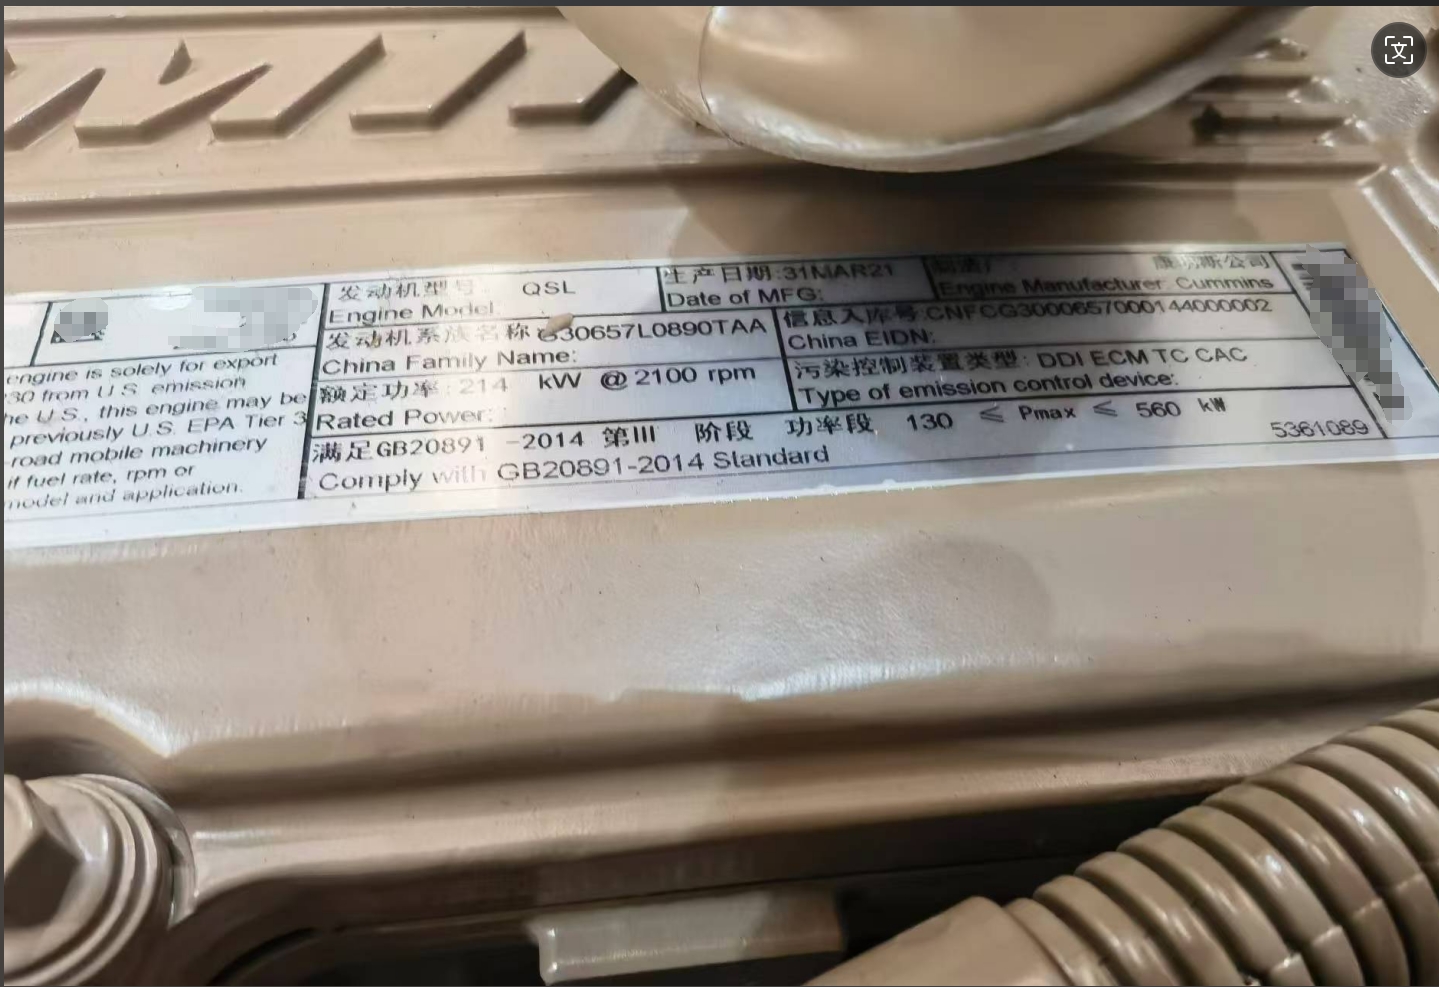 engine is solely for export
30 from U.S. emission
he U.S., this engine may be
previously U.S. EPA Tier 3
-road mobile machinery
if fuel rate, rpm or
model and application.
发动机型号 QSL
Engine Model:
生产日期:31MAR21
Date of MFG:
康明斯公司
Engine Manufacturer: Cummins
发动机系族名称 G30657L0890TAA
China Family Name:
信息入库号:CNFCG3000657000144000002
China EIDN:
额定功率:214 kW @ 2100 rpm
Rated Power:
污染控制装置类型: DDI ECM TC CAC
Type of emission control device:
满足GB20891 -2014 第III 阶段 功率段 130 ≤ Pmax ≤ 560 kW
Comply with GB20891-2014 Standard
5361069